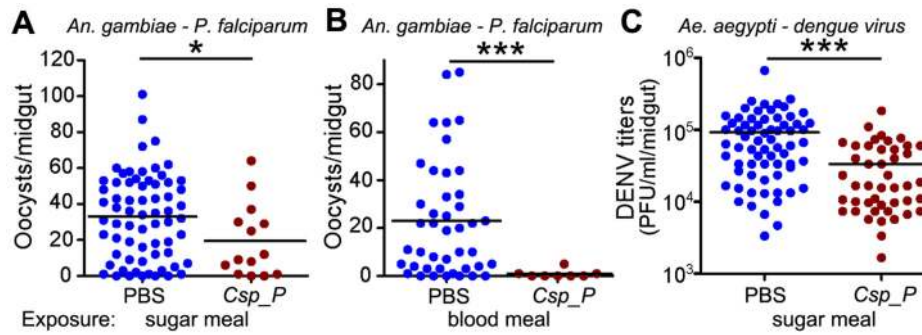 A An. gambiae - P. falciparum
*
Oocysts/midgut
120
100
80
60
40
20
0
PBS Csp_P
Exposure: sugar meal
B An. gambiae - P. falciparum
***
Oocysts/midgut
80
60
40
20
0
PBS Csp_P
blood meal
C Ae. aegypti - dengue virus
***
DENV titers
(PFU/ml/midgut)
10⁶
10⁵
10⁴
10³
PBS Csp_P
sugar meal